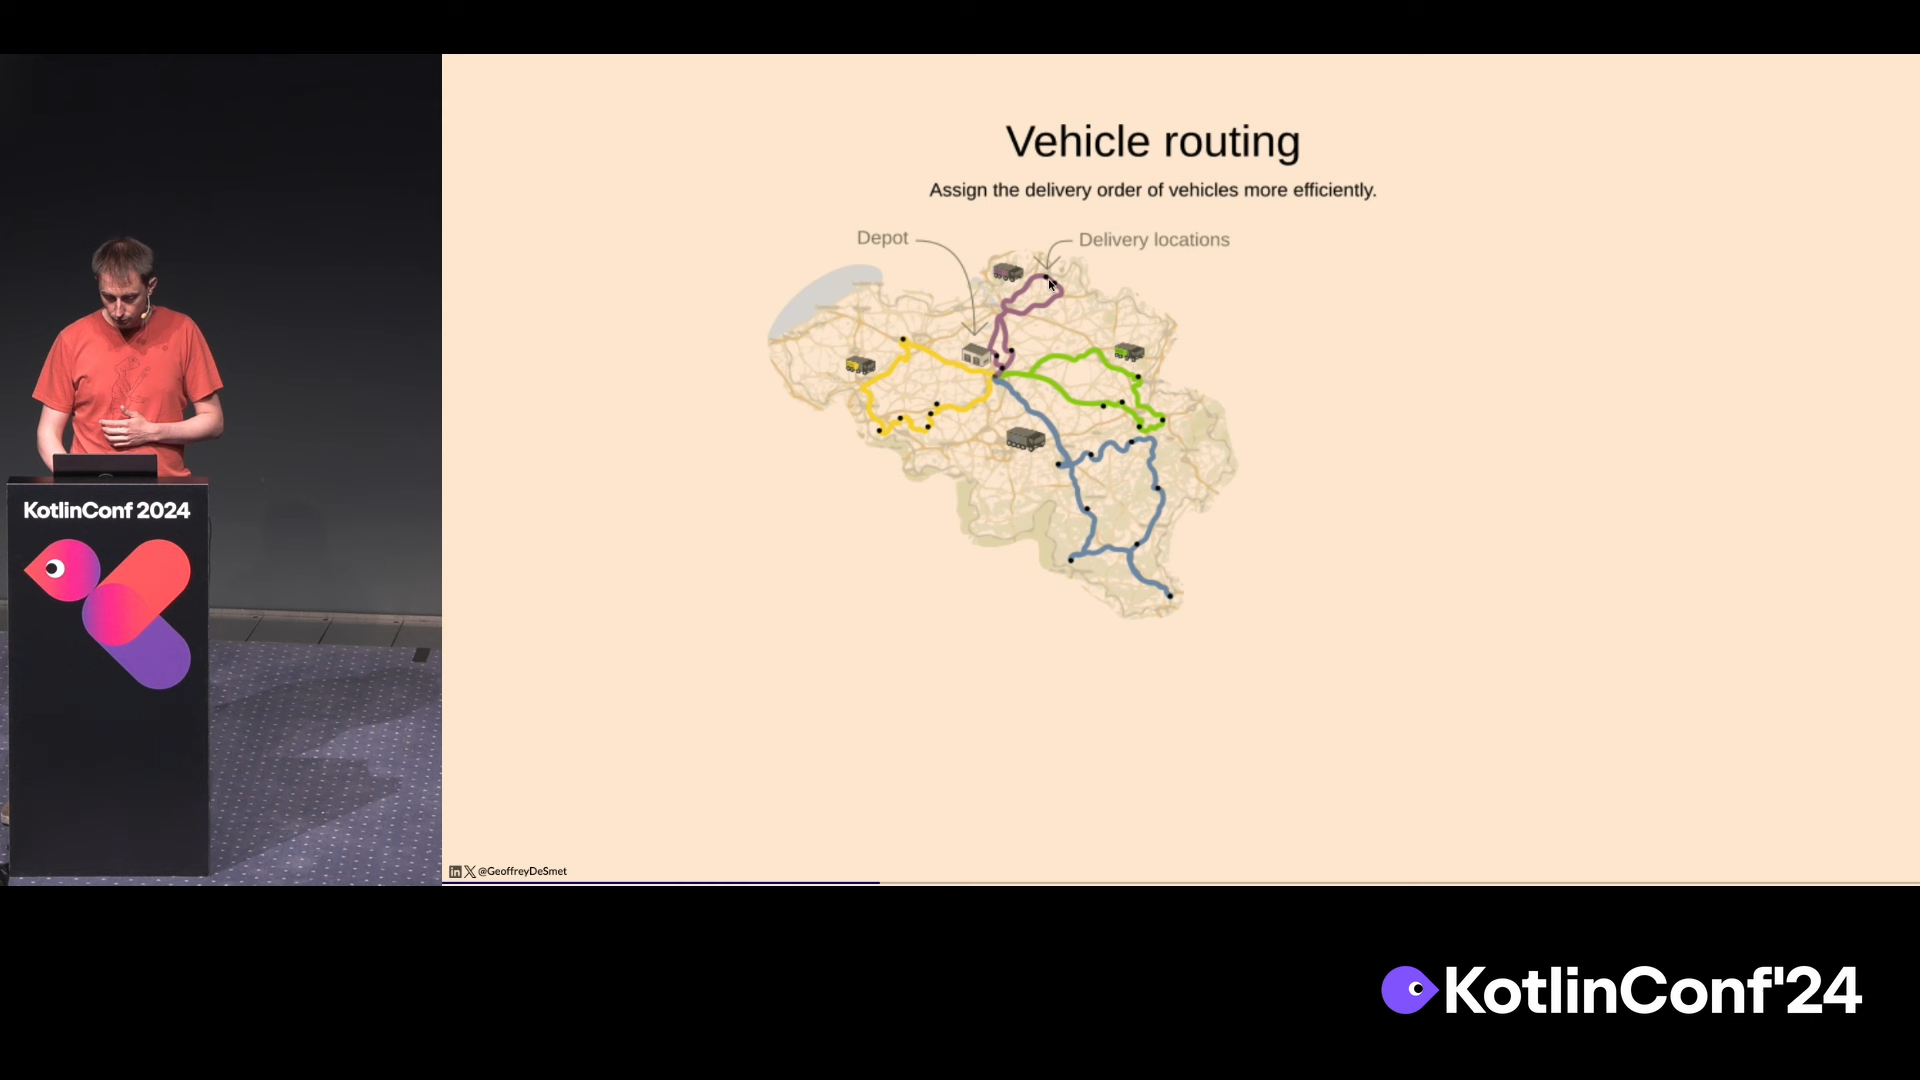 Vehicle routing
Assign the delivery order of vehicles more efficiently.
Depot
Delivery locations
KotlinConf 2024
@GeoffreyDeSmet
KotlinConf'24